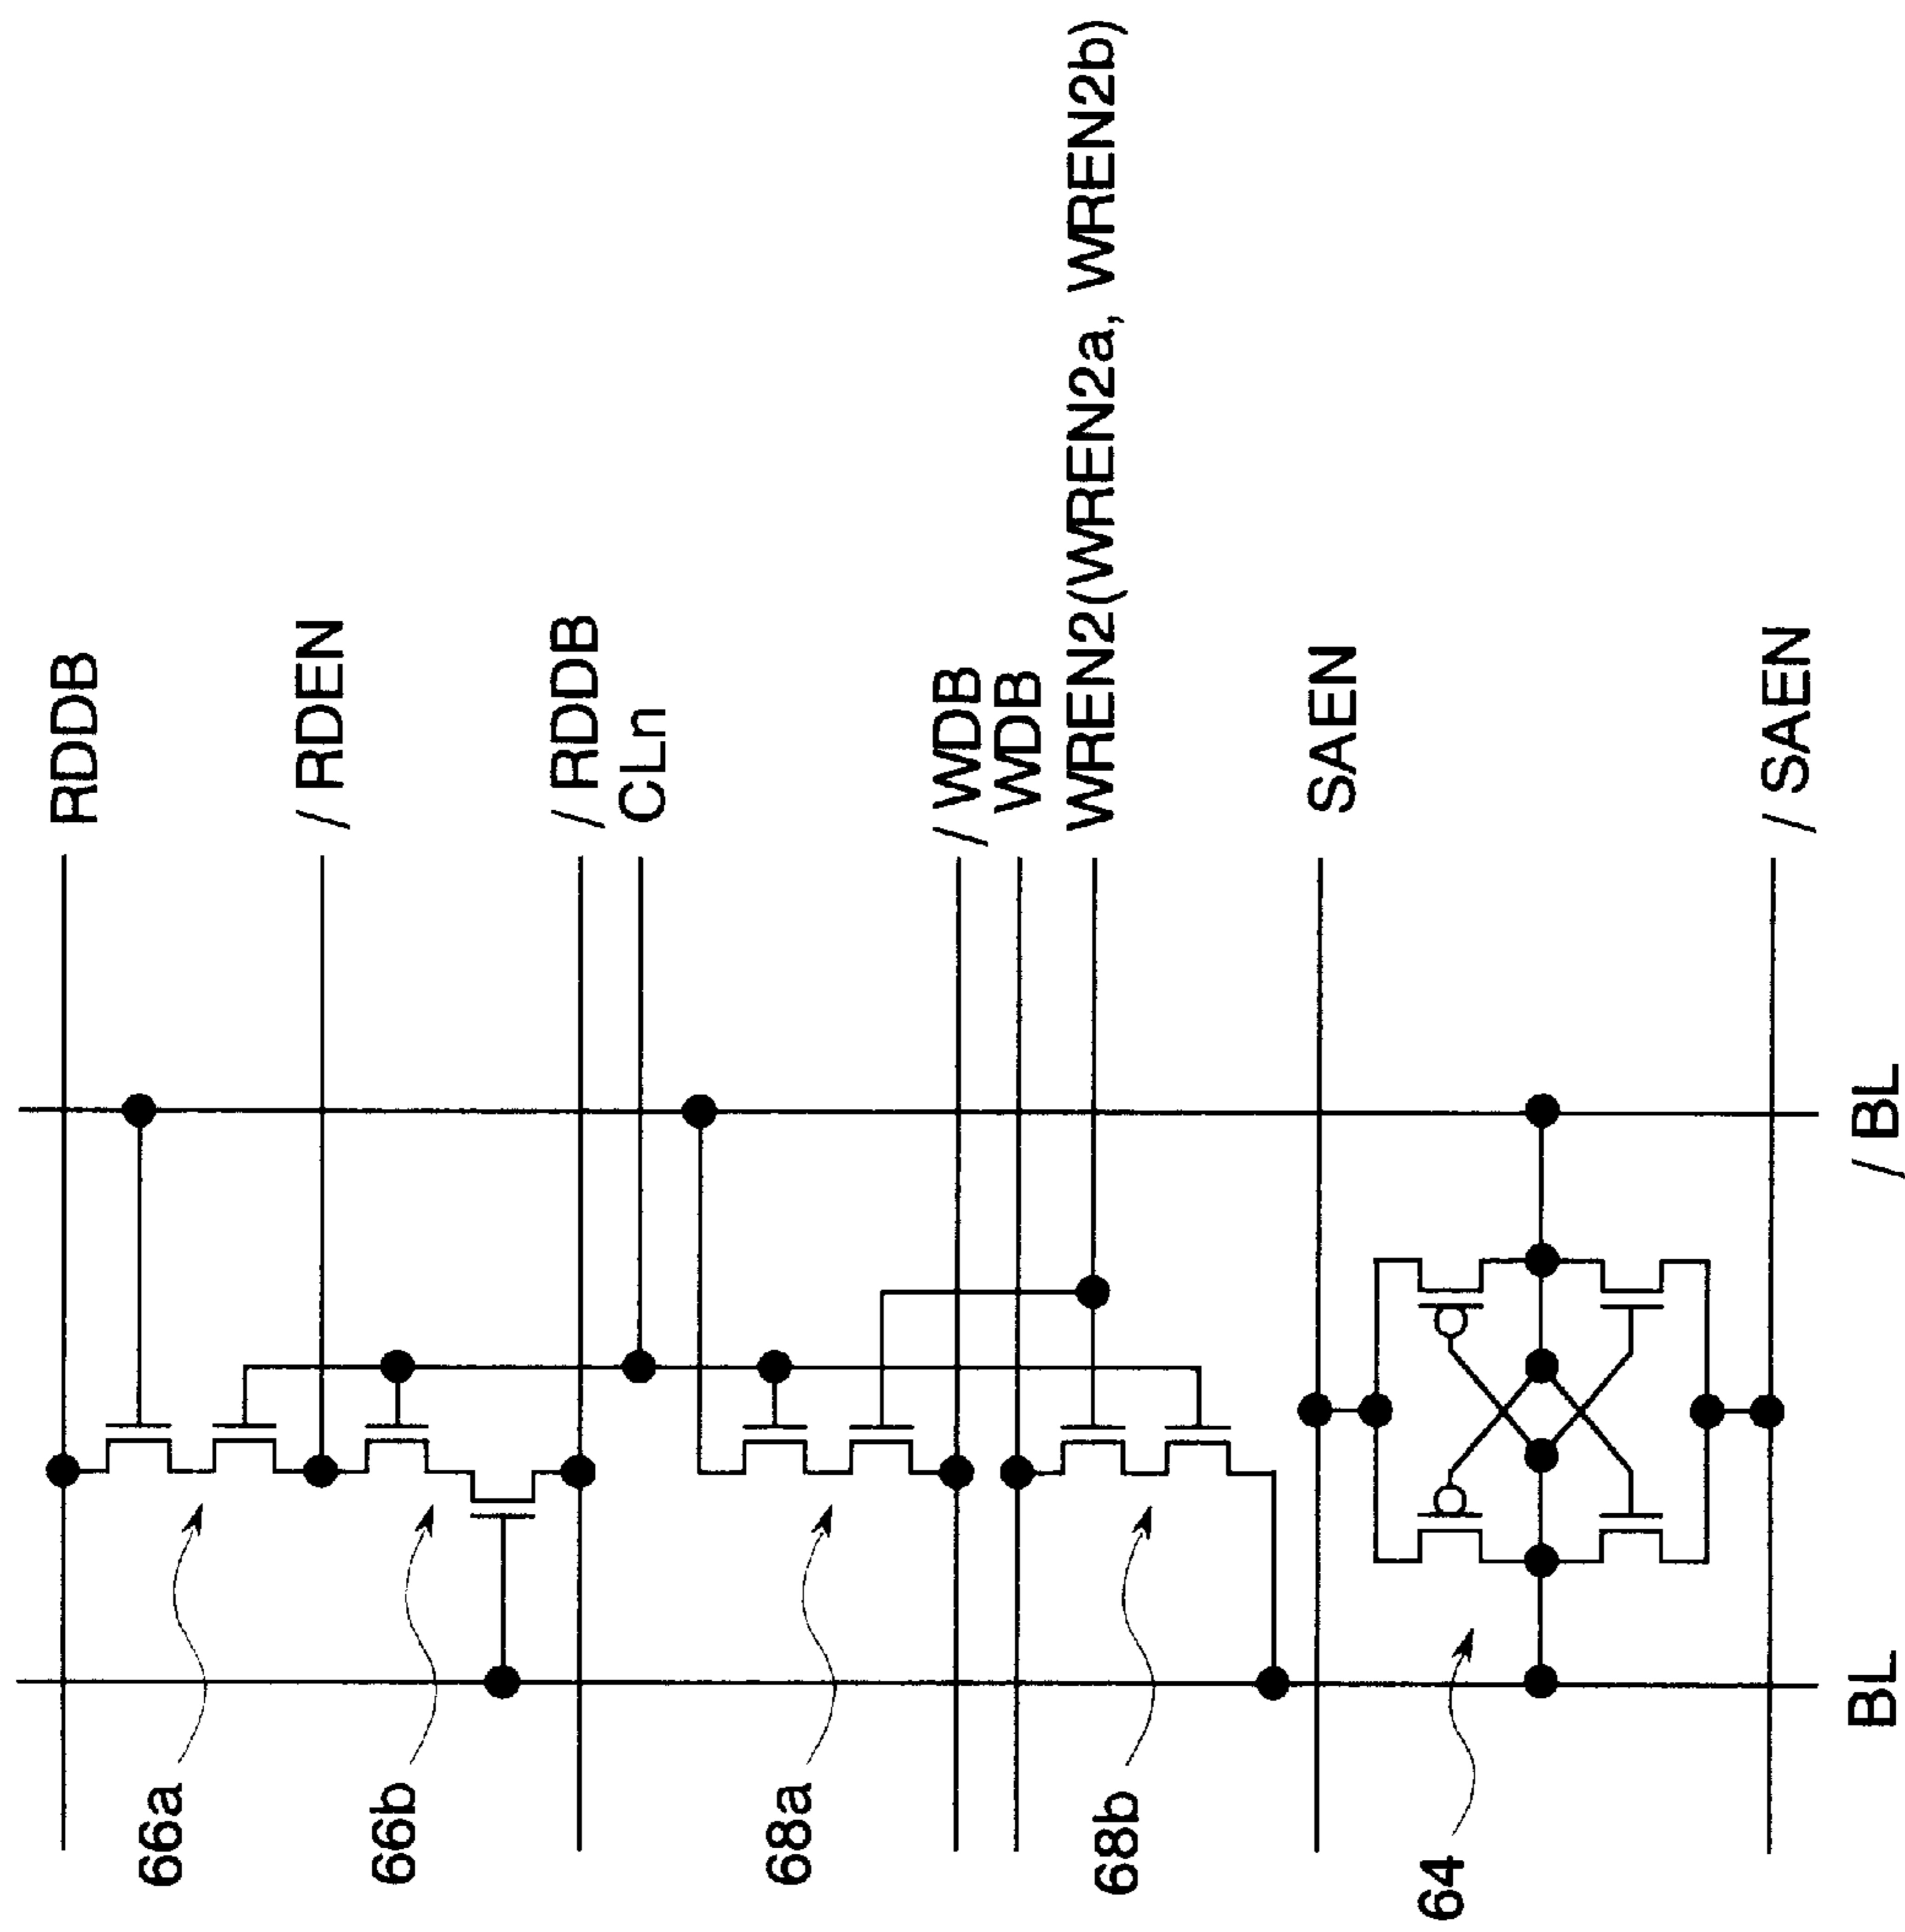 RDDB
/ RDEN
/ RDDB
CLn
/ WDB
WDB
WREN2(WREN2a, WREN2b)
SAEN
/ SAEN
66a
66b
68a
68b
64
BL
/ BL